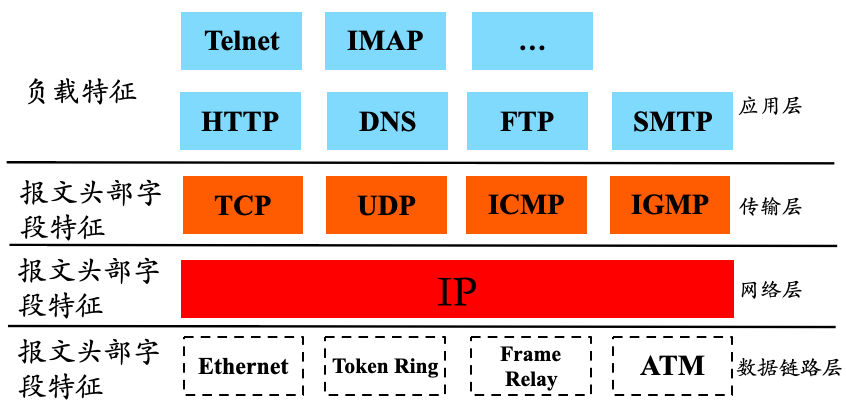 Telnet IMAP …
负载特征
HTTP DNS FTP SMTP 应用层
报文头部字
段特征
TCP UDP ICMP IGMP 传输层
报文头部字
段特征
IP 网络层
报文头部字
段特征
Ethernet Token Ring Frame
Relay ATM 数据链路层